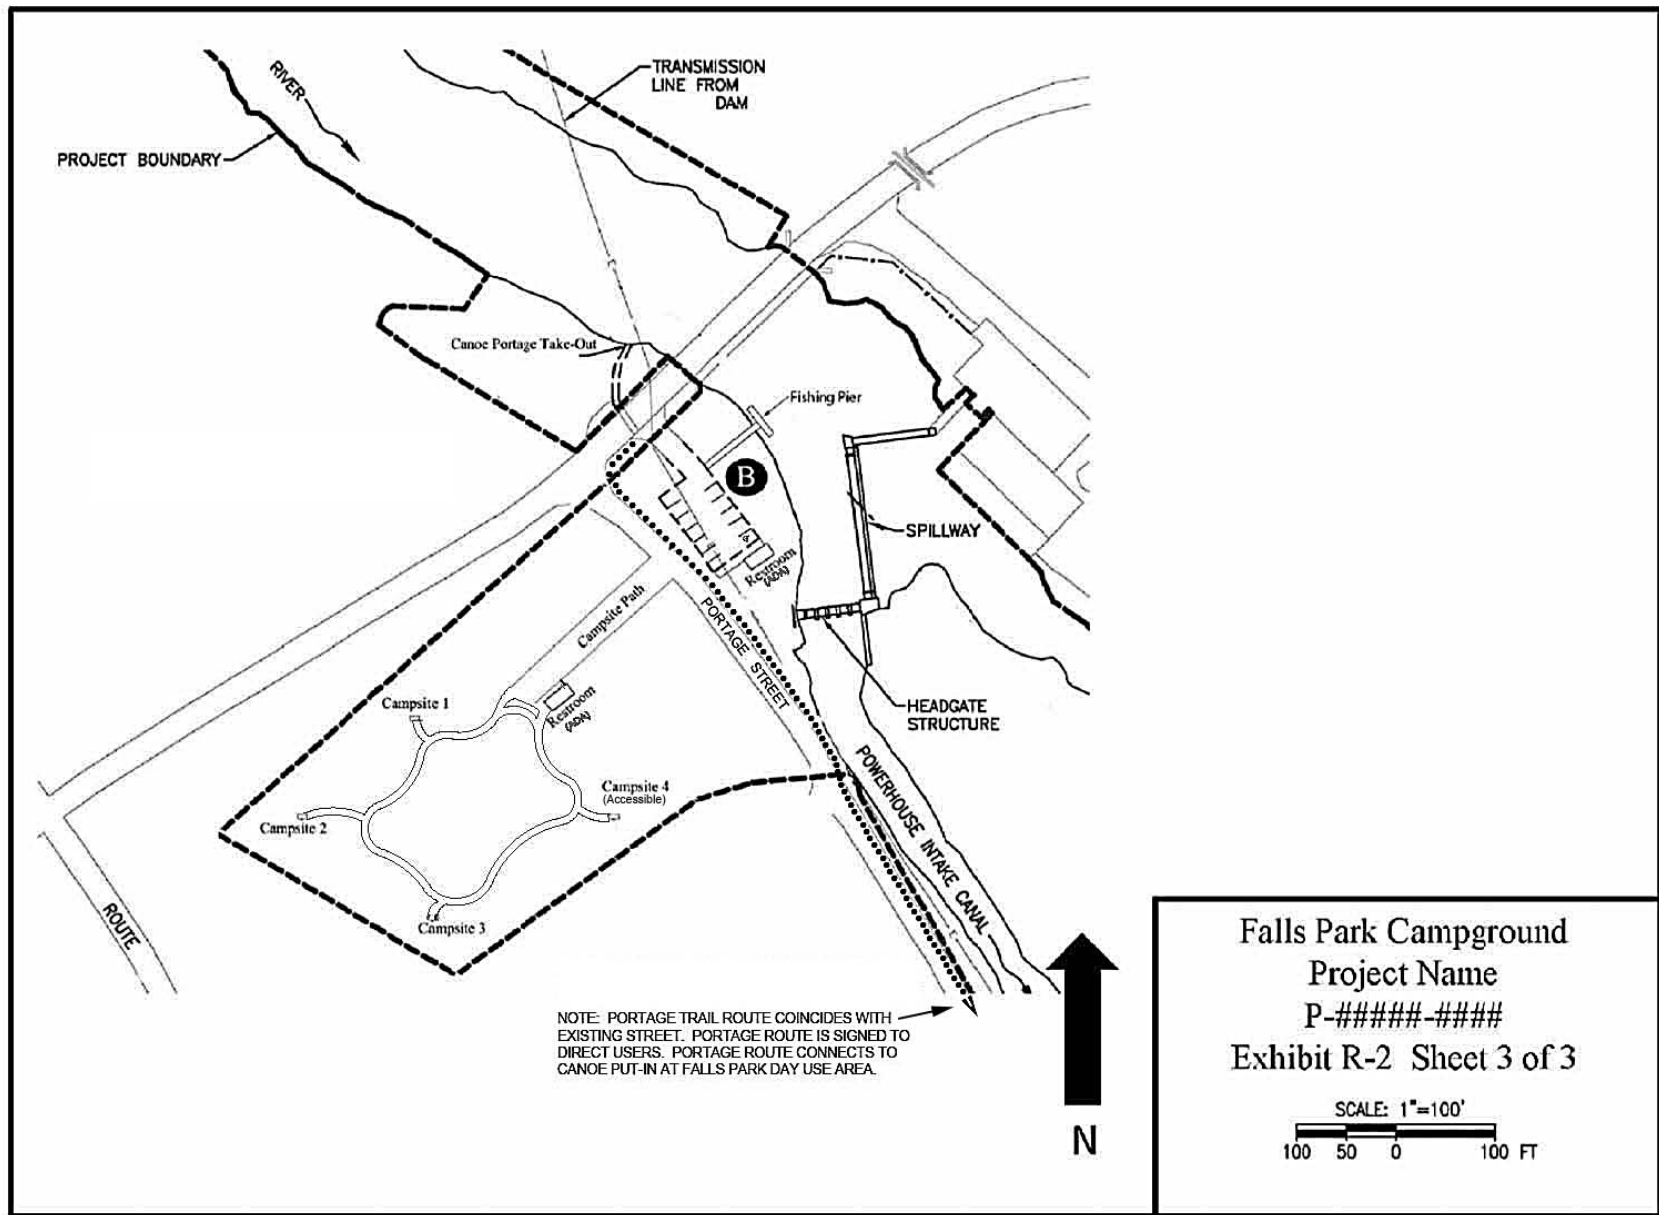 RIVER
TRANSMISSION
LINE FROM
DAM
PROJECT BOUNDARY
Canoe Portage Take-Out
Fishing Pier
B
SPILLWAY
Restroom
(ADA)
Campsite Path
PORTAGE STREET
HEADGATE
STRUCTURE
Campsite 1
Restroom
(ADA)
Campsite 4
(Accessible)
Campsite 2
Campsite 3
POWERHOUSE INTAKE CANAL
ROUTE
NOTE: PORTAGE TRAIL ROUTE COINCIDES WITH
EXISTING STREET. PORTAGE ROUTE IS SIGNED TO
DIRECT USERS. PORTAGE ROUTE CONNECTS TO
CANOE PUT-IN AT FALLS PARK DAY USE AREA.
N
Falls Park Campground
Project Name
P-#####-####
Exhibit R-2 Sheet 3 of 3
SCALE: 1"=100'
100 50 0 100 FT